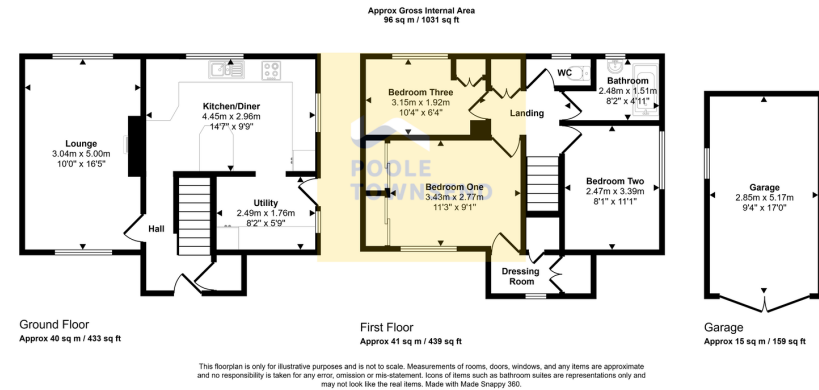 Approx Gross Internal Area
96 sq m / 1031 sq ft
Lounge
3.04m x 5.00m
10'0" x 16'5"
Kitchen/Diner
4.45m x 2.96m
14'7" x 9'9"
Utility
2.49m x 1.76m
8'2" x 5'9"
Hall
Ground Floor
Approx 40 sq m / 433 sq ft
Bedroom Three
3.15m x 1.92m
10'4" x 6'4"
WC
Bathroom
2.48m x 1.51m
8'2" x 4'11"
Landing
POOLE
TOWNSEND
Bedroom One
3.43m x 2.77m
11'3" x 9'1"
Bedroom Two
2.47m x 3.39m
8'1" x 11'1"
Dressing
Room
First Floor
Approx 41 sq m / 439 sq ft
Garage
2.85m x 5.17m
9'4" x 17'0"
Garage
Approx 15 sq m / 159 sq ft
This floorplan is only for illustrative purposes and is not to scale. Measurements of rooms, doors, windows, and any items are approximate
and no responsibility is taken for any error, omission or mis-statement. Icons of items such as bathroom suites are representations only and
may not look like the real items. Made with Made Snappy 360.